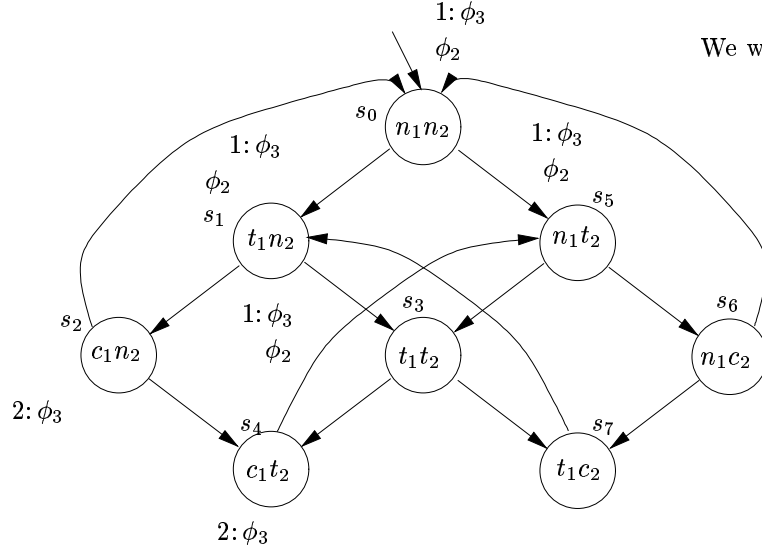 1: ϕ₃
ϕ₂
We w
s₀
n₁n₂
1: ϕ₃
ϕ₂
1: ϕ₃
ϕ₂
s₁
t₁n₂
s₅
n₁t₂
s₂
c₁n₂
1: ϕ₃
ϕ₂
s₃
t₁t₂
s₆
n₁c₂
2: ϕ₃
s₄
c₁t₂
s₇
t₁c₂
2: ϕ₃